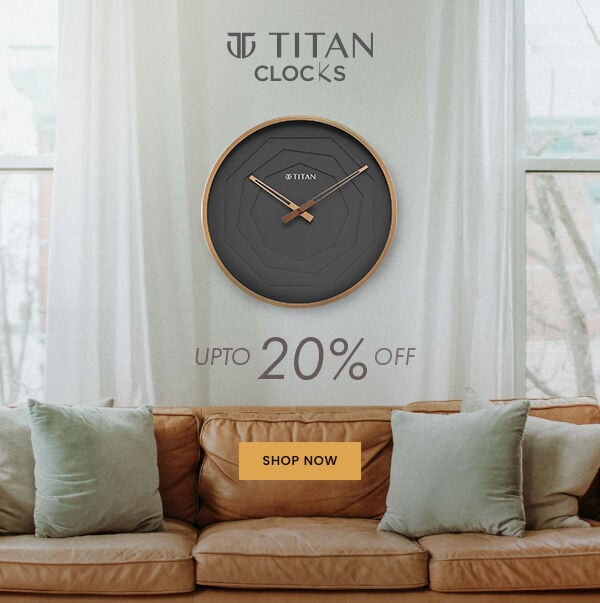 TITAN
CLOCKS
TITAN
UPTO 20% OFF
SHOP NOW